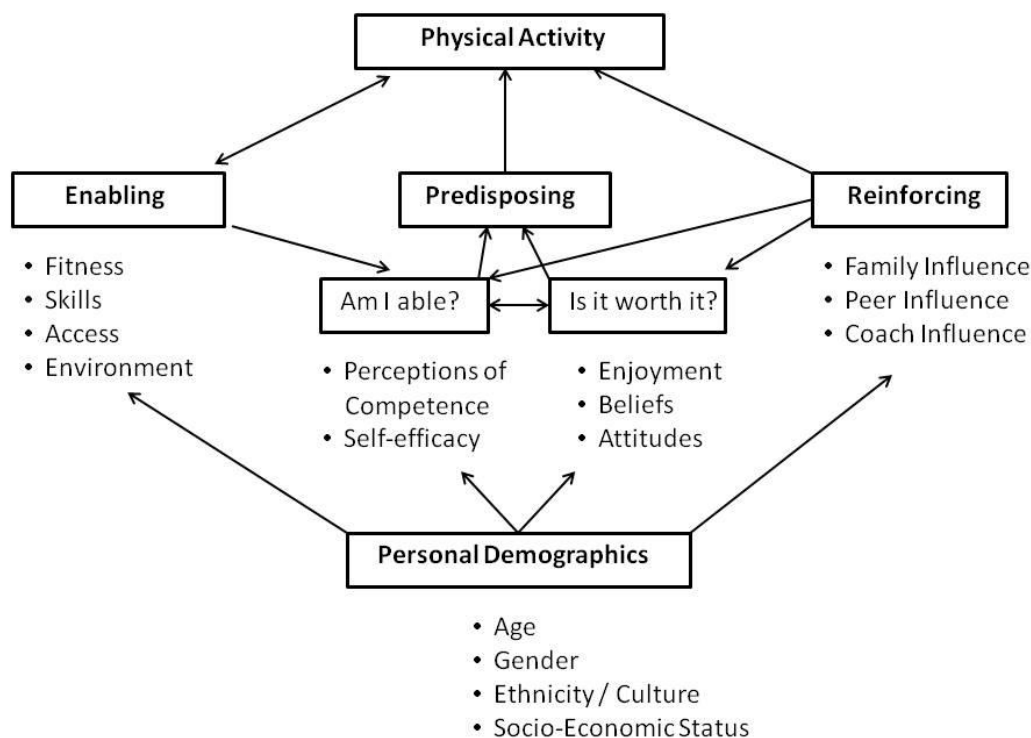 Physical Activity
Enabling
Predisposing
Reinforcing
• Fitness
• Skills
• Access
• Environment
Am I able?
Is it worth it?
• Family Influence
• Peer Influence
• Coach Influence
• Perceptions of
Competence
• Self-efficacy
• Enjoyment
• Beliefs
• Attitudes
Personal Demographics
• Age
• Gender
• Ethnicity / Culture
• Socio-Economic Status